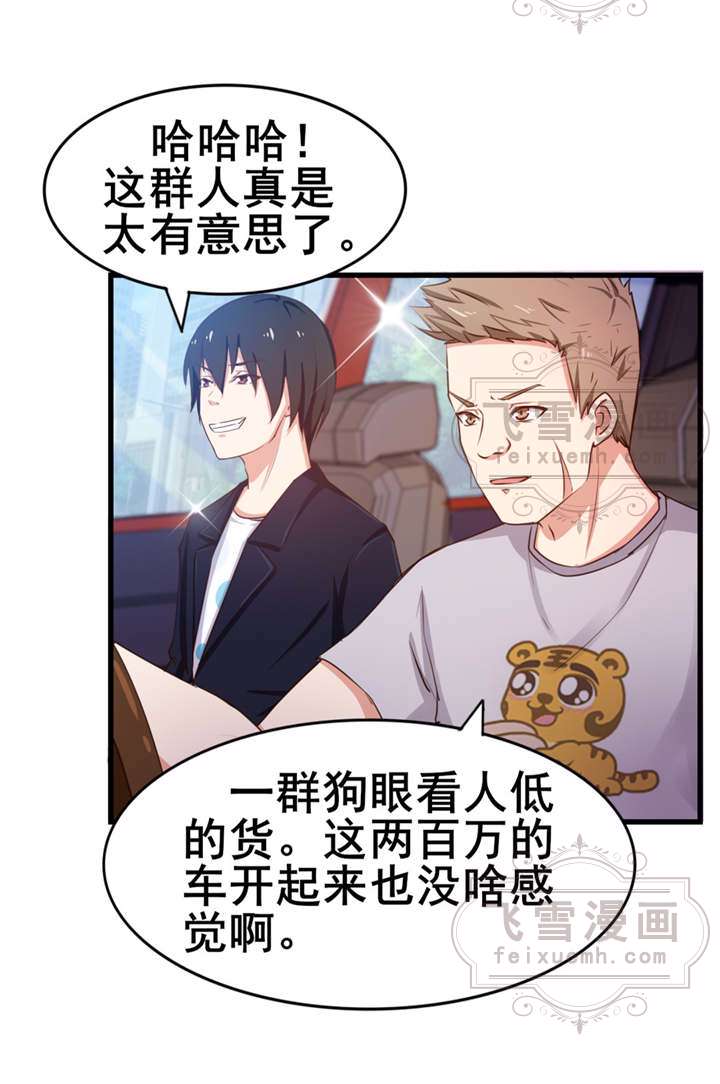 哈哈哈！
这群人真是
太有意思了。
飞雪漫画
feixuemh.com
一群狗眼看人低
的货。这两百万的
车开起来也没啥感
觉啊。
飞雪漫画
feixuemh.com